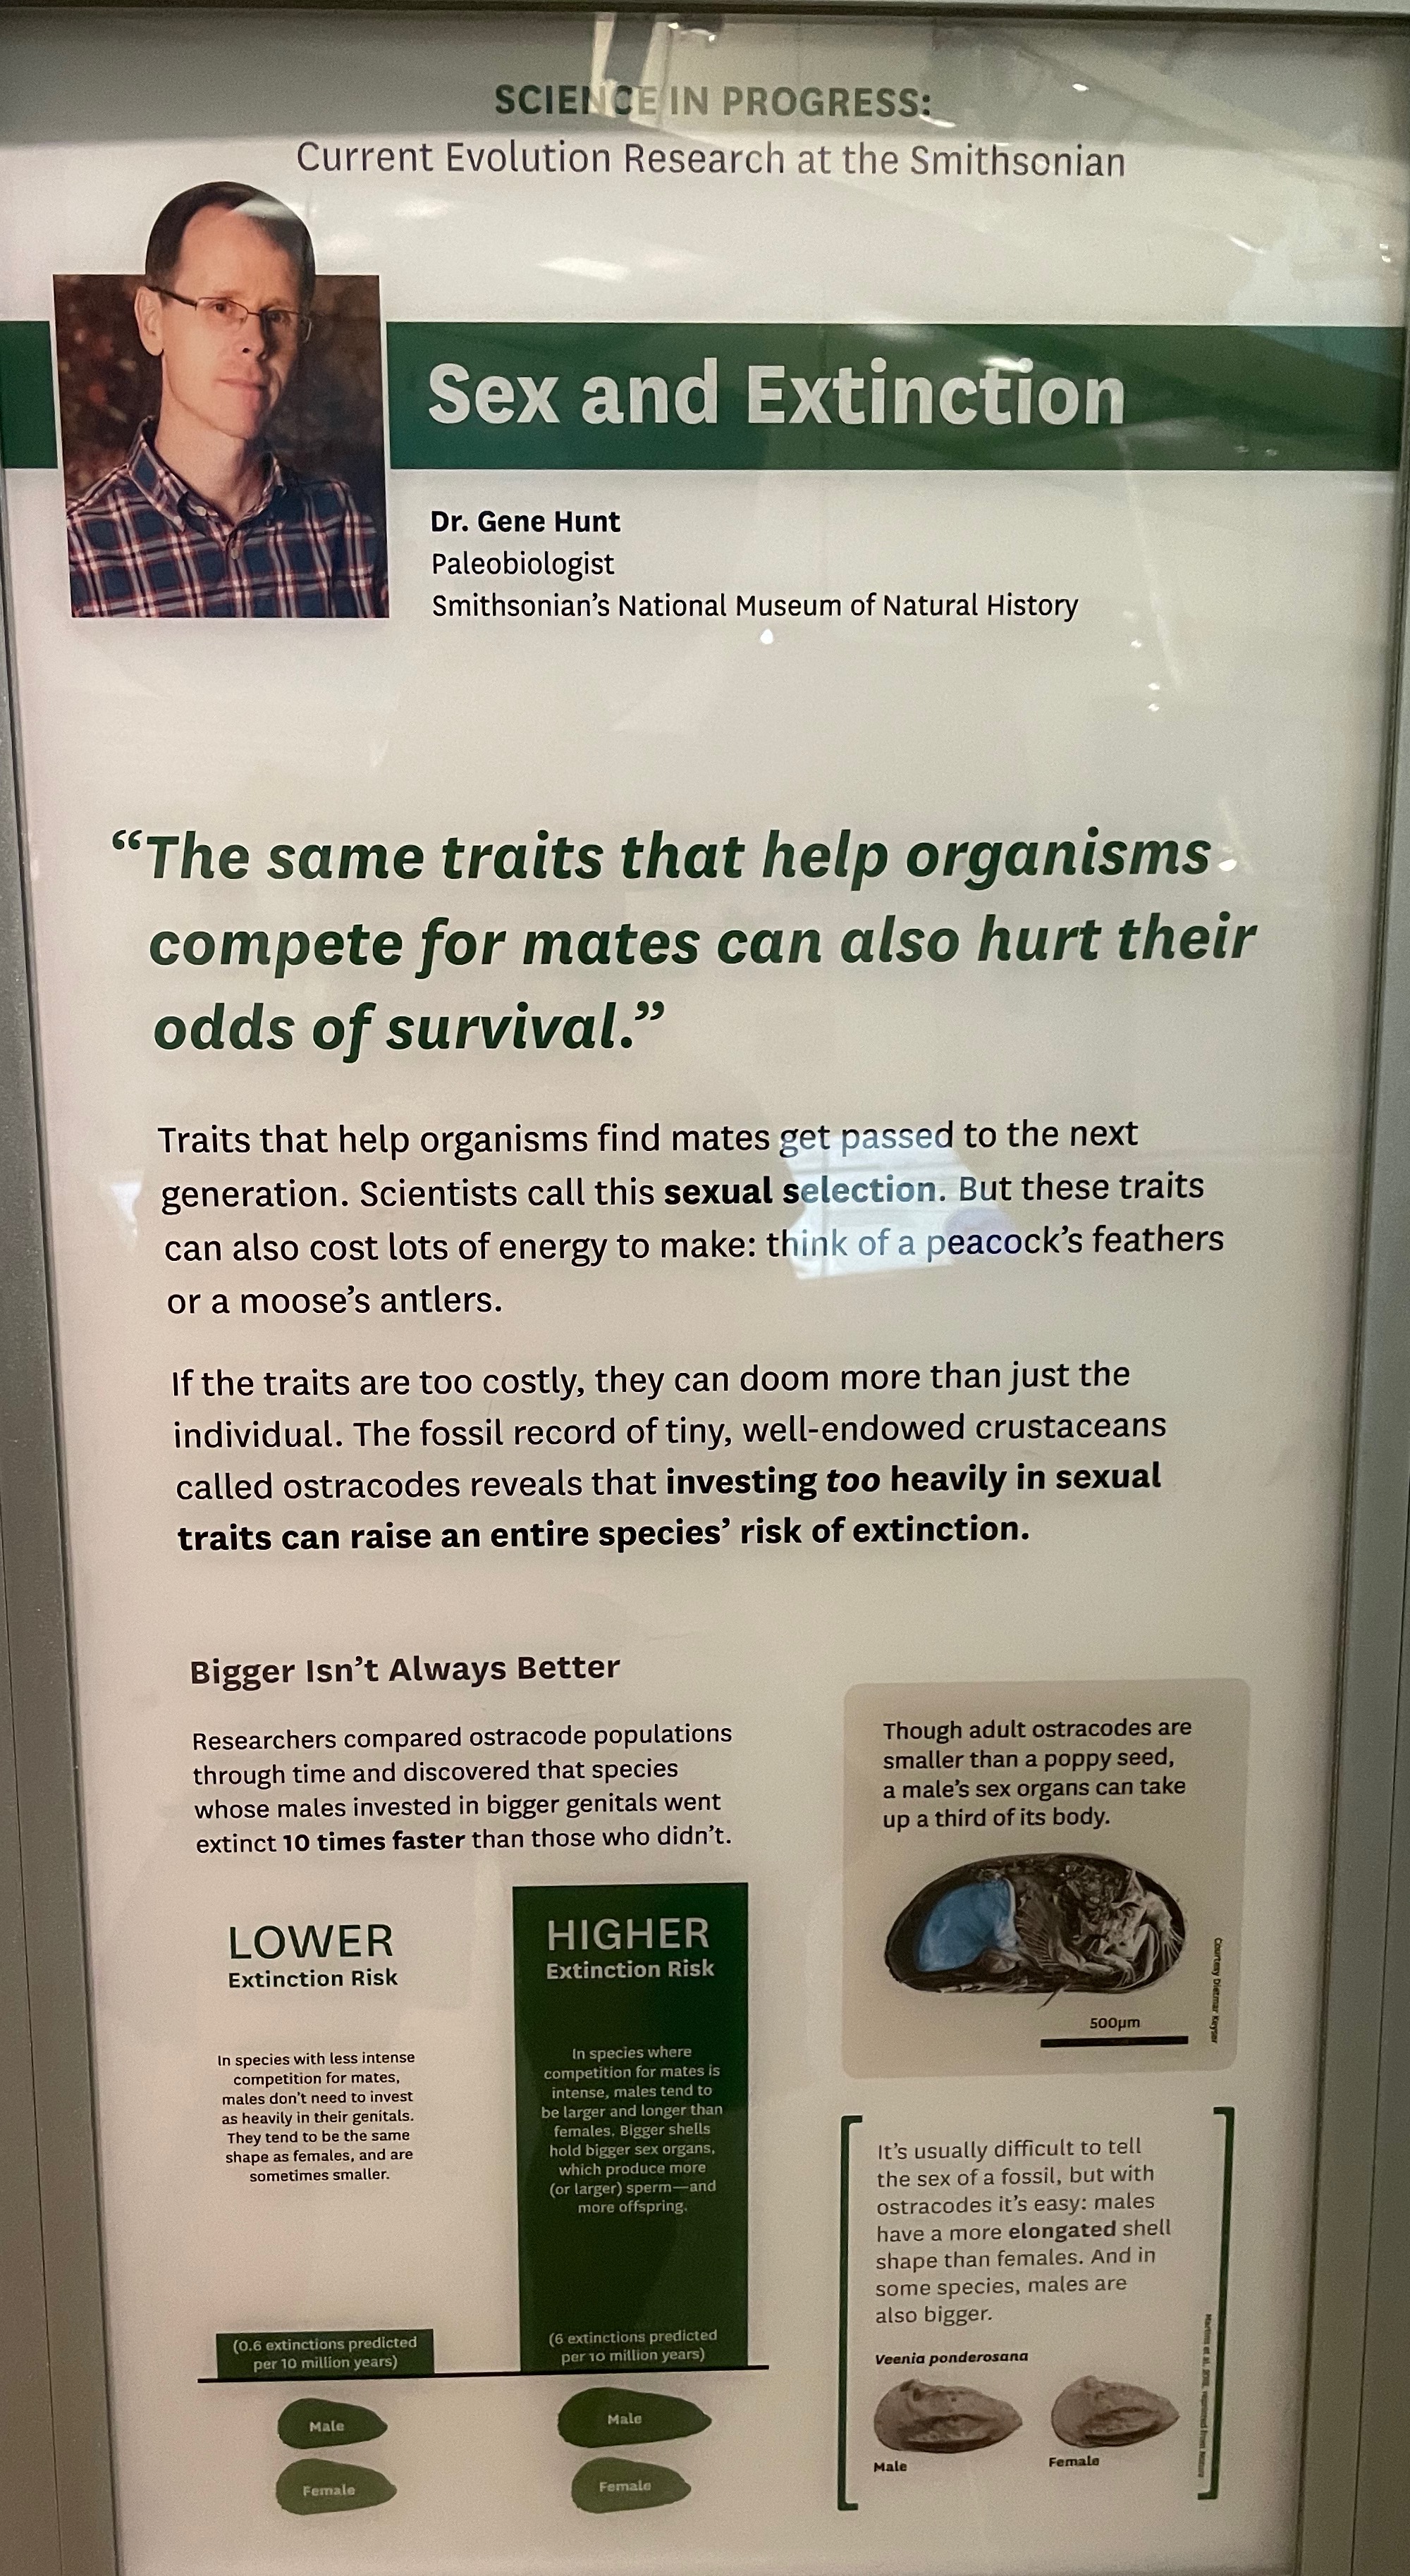 SCIENCE IN PROGRESS:
Current Evolution Research at the Smithsonian
Sex and Extinction
Dr. Gene Hunt
Paleobiologist
Smithsonian's National Museum of Natural History
“The same traits that help organisms
compete for mates can also hurt their
odds of survival.”
Traits that help organisms find mates get passed to the next
generation. Scientists call this sexual selection. But these traits
can also cost lots of energy to make: think of a peacock’s feathers
or a moose’s antlers.
If the traits are too costly, they can doom more than just the
individual. The fossil record of tiny, well-endowed crustaceans
called ostracodes reveals that investing too heavily in sexual
traits can raise an entire species’ risk of extinction.
Bigger Isn’t Always Better
Researchers compared ostracode populations
through time and discovered that species
whose males invested in bigger genitals went
extinct 10 times faster than those who didn’t.
LOWER
Extinction Risk
In species with less intense
competition for mates,
males don’t need to invest
as heavily in their genitals.
They tend to be the same
shape as females, and are
sometimes smaller.
(0.6 extinctions predicted
per 10 million years)
Male
Female
HIGHER
Extinction Risk
In species where
competition for mates is
intense, males tend to
be larger and longer than
females. Bigger shells
hold bigger sex organs,
which produce more
(or larger) sperm—and
more offspring.
(6 extinctions predicted
per 10 million years)
Male
Female
Though adult ostracodes are
smaller than a poppy seed,
a male’s sex organs can take
up a third of its body.
500µm
Courtesy Dietmar Keyser
It’s usually difficult to tell
the sex of a fossil, but with
ostracodes it’s easy: males
have a more elongated shell
shape than females. And in
some species, males are
also bigger.
Veenia ponderosana
Male
Female
Martins et al. 2018, reprinted from Nature